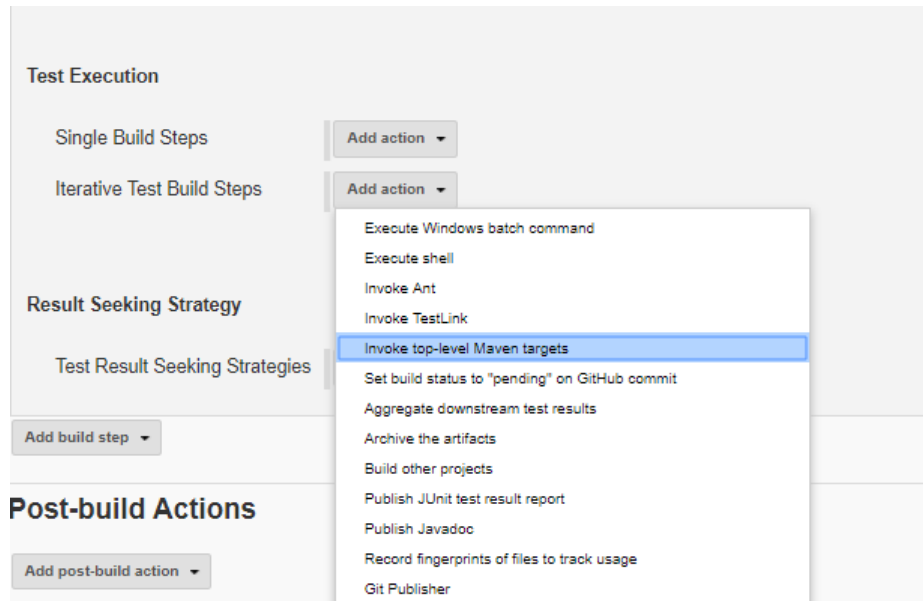 Test Execution
Single Build Steps
Add action
Iterative Test Build Steps
Add action
Execute Windows batch command
Execute shell
Invoke Ant
Invoke TestLink
Invoke top-level Maven targets
Set build status to "pending" on GitHub commit
Aggregate downstream test results
Archive the artifacts
Build other projects
Publish JUnit test result report
Publish Javadoc
Record fingerprints of files to track usage
Git Publisher
Result Seeking Strategy
Test Result Seeking Strategies
Add build step
Post-build Actions
Add post-build action